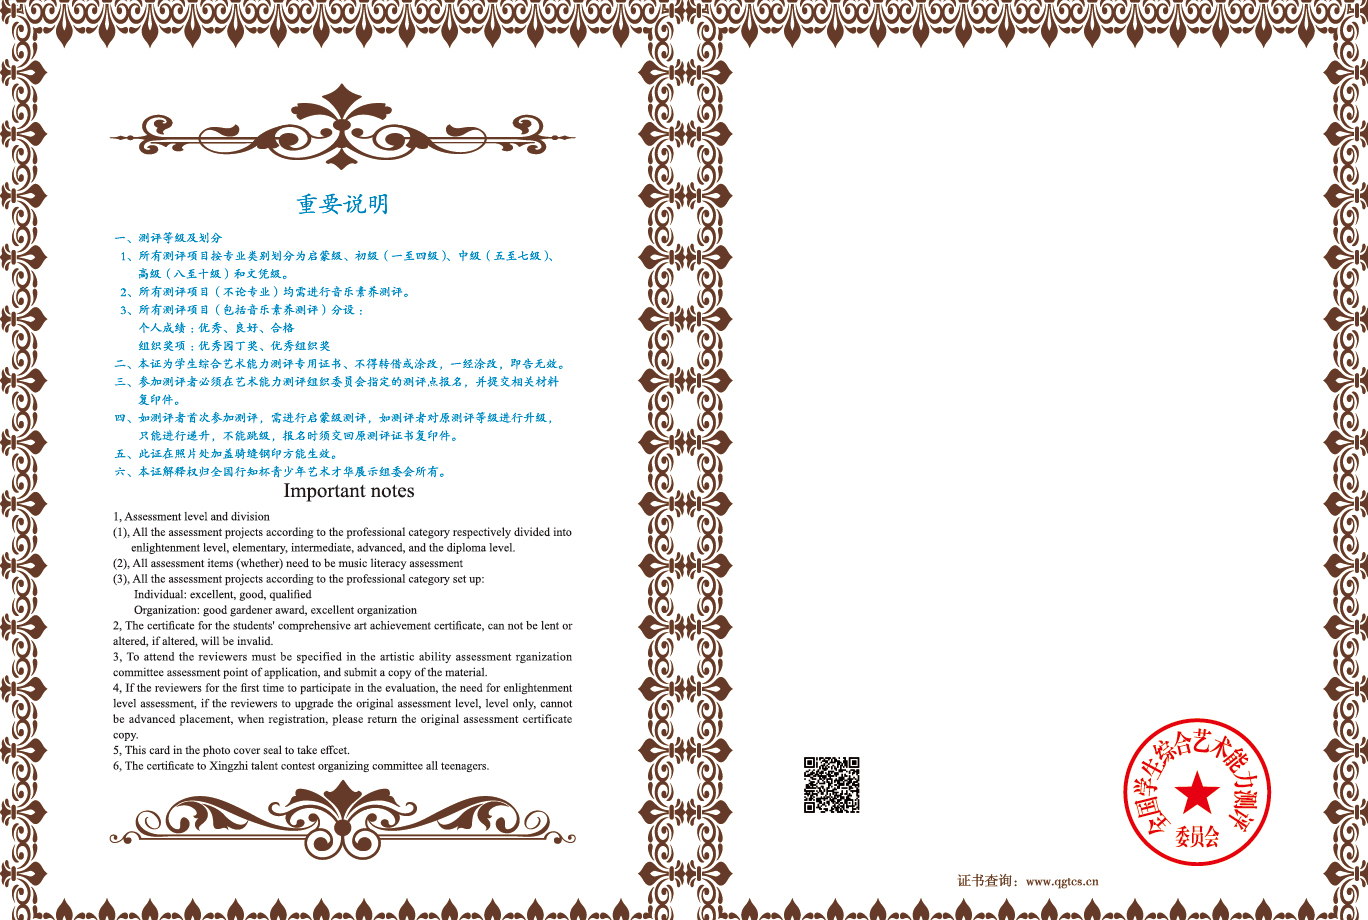 重要说明
一、测评等级及划分
1、所有测评项目按专业类别划分为启蒙级、初级（一至四级）、中级（五至七级）、
高级（八至十级）和文凭级。
2、所有测评项目（不论专业）均需进行音乐素养测评。
3、所有测评项目（包括音乐素养测评）分设：
个人成绩：优秀、良好、合格
组织奖项：优秀园丁奖、优秀组织奖
二、本证为学生综合艺术能力测评专用证书、不得转借或涂改，一经涂改，即告无效。
三、参加测评者必须在艺术能力测评组织委员会指定的测评点报名，并提交相关材料
复印件。
四、如测评者首次参加测评，需进行启蒙级测评，如测评者对原测评等级进行升级，
只能进行递升，不能跳级，报名时须交回原测评证书复印件。
五、此证在照片处加盖骑缝钢印方能生效。
六、本证解释权归全国行知杯青少年艺术才华展示组委会所有。
Important notes
1, Assessment level and division
(1), All the assessment projects according to the professional category respectively divided into
enlightenment level, elementary, intermediate, advanced, and the diploma level.
(2), All assessment items (whether) need to be music literacy assessment
(3), All the assessment projects according to the professional category set up:
Individual: excellent, good, qualified
Organization: good gardener award, excellent organization
2, The certificate for the students' comprehensive art achievement certificate, can not be lent or
altered, if altered, will be invalid.
3, To attend the reviewers must be specified in the artistic ability assessment rganization
committee assessment point of application, and submit a copy of the material.
4, If the reviewers for the first time to participate in the evaluation, the need for enlightenment
level assessment, if the reviewers to upgrade the original assessment level, level only, cannot
be advanced placement, when registration, please return the original assessment certificate
copy.
5, This card in the photo cover seal to take effcet.
6, The certificate to Xingzhi talent contest organizing committee all teenagers.
全国学生综合艺术能力测评
委员会
证书查询：www.qgtcs.cn